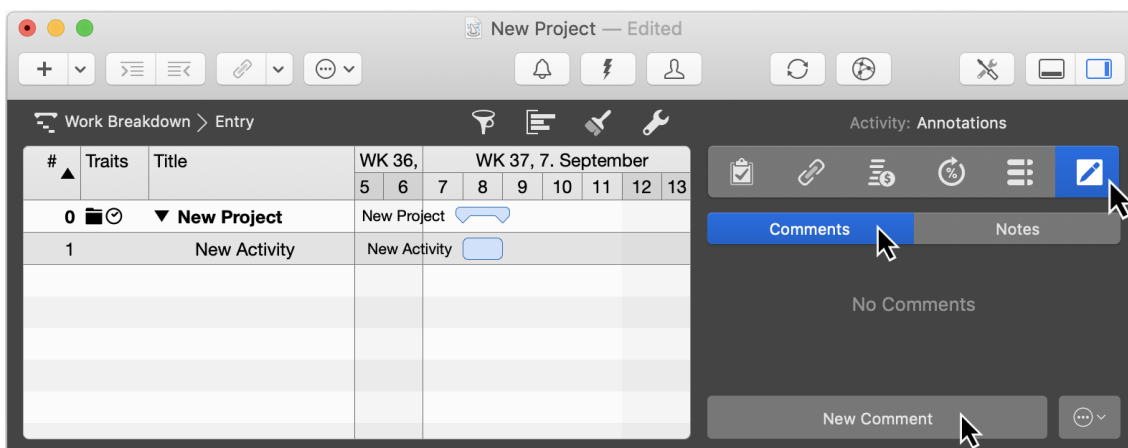 New Project — Edited
Work Breakdown > Entry
Activity: Annotations
# Traits Title WK 36, WK 37, 7. September
5 6 7 8 9 10 11 12 13
Comments Notes
0 New Project New Project
1 New Activity New Activity
No Comments
New Comment